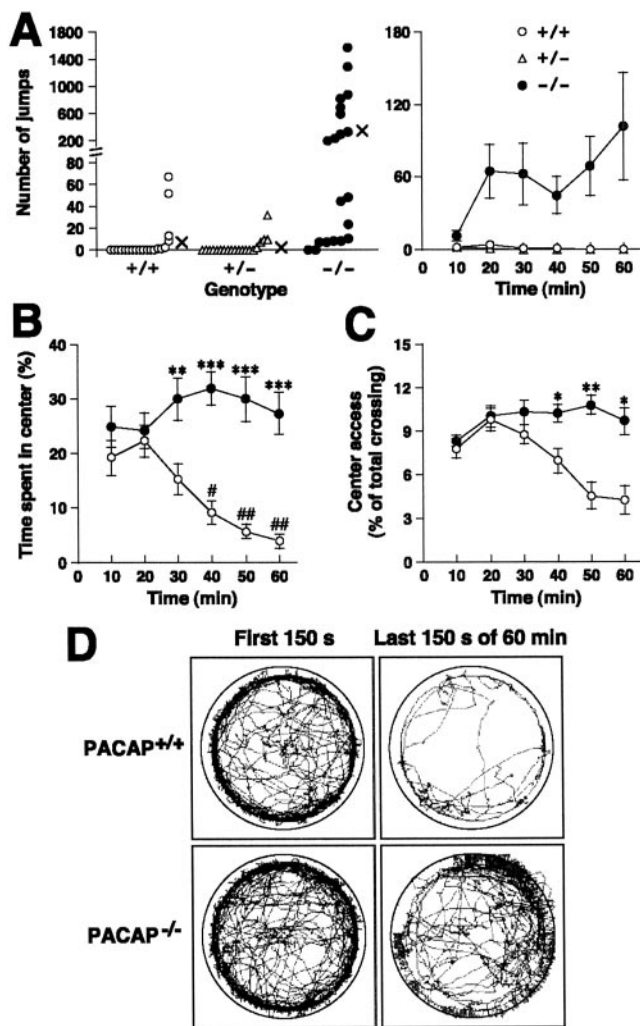 A
Number of jumps
1800
1400
1000
600
200
80
60
40
20
0
+/+ +/- -/-
Genotype
180
120
60
0
+/+
+/-
-/-
0 10 20 30 40 50 60
Time (min)
B
Time spent in center (%)
40
30
20
10
0
** *** *** ***
# ## ##
0 10 20 30 40 50 60
Time (min)
C
Center access
(% of total crossing)
15
12
9
6
3
0
* ** *
0 10 20 30 40 50 60
Time (min)
D
First 150 s Last 150 s of 60 min
PACAP+/+
PACAP-/-